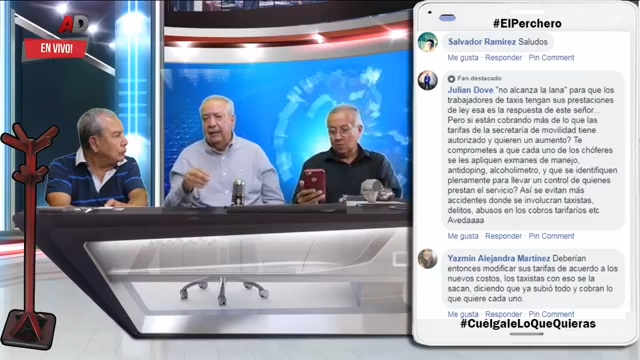 AD
EN VIVO!
#ElPerchero
Salvador Ramirez Saludos
Me gusta · Responder · Pin Comment
Fan destacado
Julian Dove "no alcanza la lana" para que los
trabajadores de taxis tengan sus prestaciones
de ley esa es la respuesta de este señor...
Pero si están cobrando más de lo que las
tarifas de la secretaría de movilidad tiene
autorizado y quieren un aumento? Te
comprometes a que cada uno de los chóferes
se les apliquen exmanes de manejo,
antidoping, alcoholimetro, y que se identifiquen
plenamente para llevar un control de quienes
prestan el servicio? Así se evitan más
accidentes donde se involucran taxistas,
delitos, abusos en los cobros tarifaríos etc
Avedaaaa
Me gusta · Responder · Pin Comment
Yazmin Alejandra Martínez Deberían
entonces modificar sus tarifas de acuerdo a los
nuevos costos, los taxistas con eso se la
sacan, diciendo que ya subió todo y cobran lo
que quiere cada uno.
Me gusta · Responder · Pin Comment
#CuélgaleLoQueQuieras